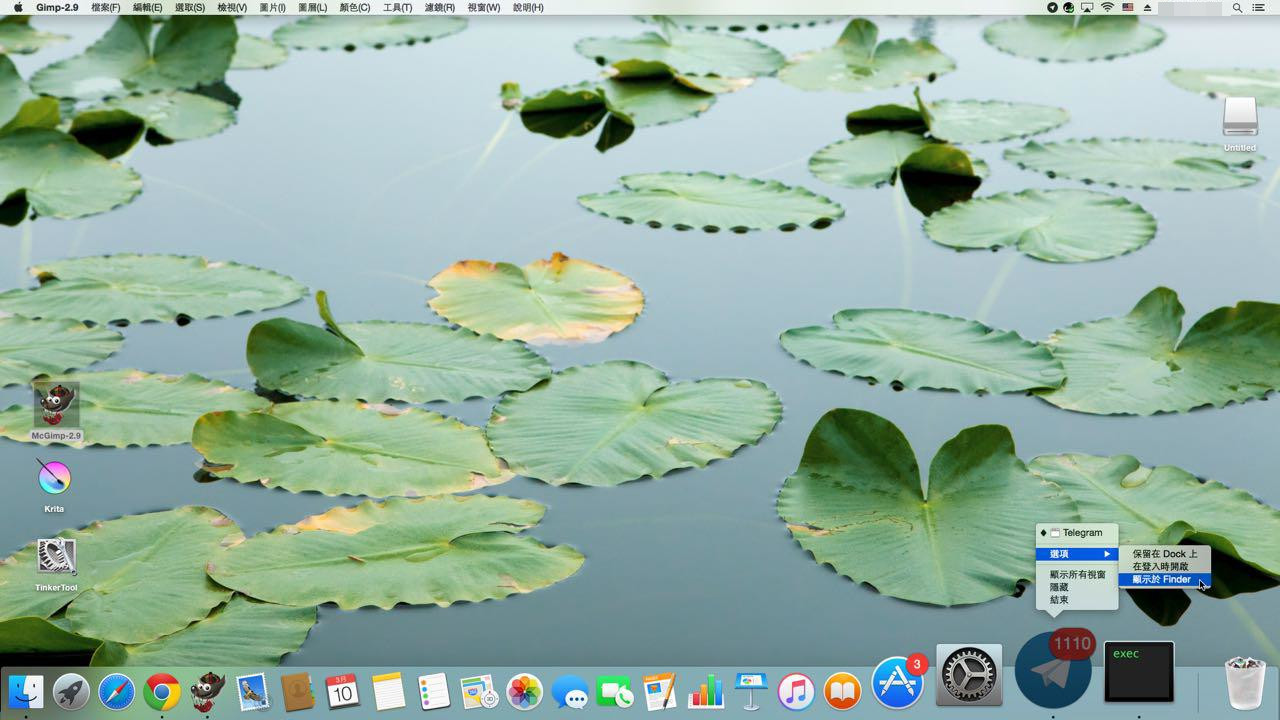 Gimp-2.9 檔案(F) 編輯(E) 選取(S) 檢視(V) 圖片(I) 圖層(L) 顏色(C) 工具(T) 濾鏡(R) 視窗(W) 說明(H)
Untitled
McGimp-2.9
Krita
TinkerTool
Telegram
選項
保留在 Dock 上
在登入時開啟
顯示於 Finder
顯示所有視窗
隱藏
結束
3月
10
3
1110
exec